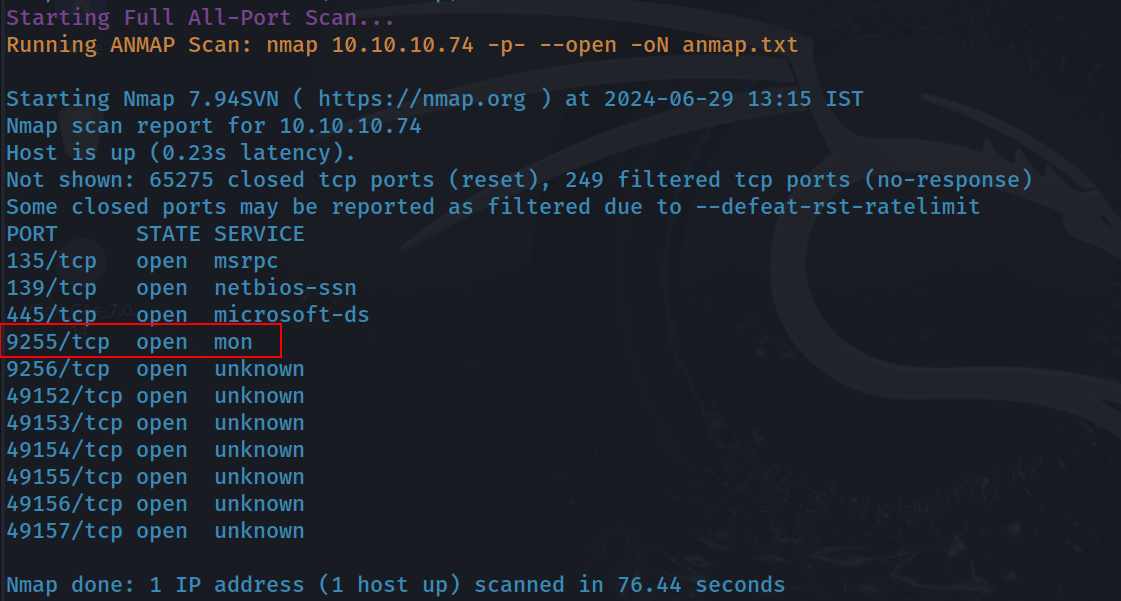 Starting Full All-Port Scan...
Running ANMAP Scan: nmap 10.10.10.74 -p- --open -oN anmap.txt
Starting Nmap 7.94SVN ( https://nmap.org ) at 2024-06-29 13:15 IST
Nmap scan report for 10.10.10.74
Host is up (0.23s latency).
Not shown: 65275 closed tcp ports (reset), 249 filtered tcp ports (no-response)
Some closed ports may be reported as filtered due to --defeat-rst-ratelimit
PORT      STATE SERVICE
135/tcp   open  msrpc
139/tcp   open  netbios-ssn
445/tcp   open  microsoft-ds
9255/tcp  open  mon
9256/tcp  open  unknown
49152/tcp open  unknown
49153/tcp open  unknown
49154/tcp open  unknown
49155/tcp open  unknown
49156/tcp open  unknown
49157/tcp open  unknown
Nmap done: 1 IP address (1 host up) scanned in 76.44 seconds